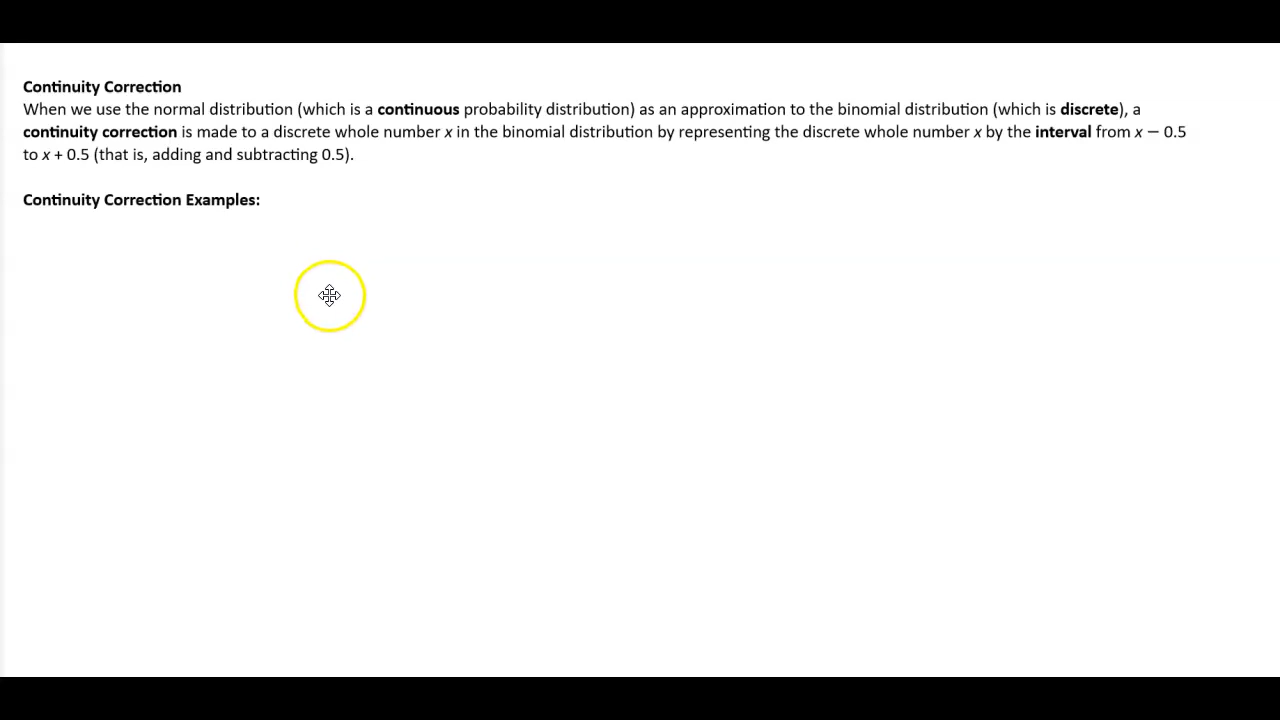 Continuity Correction
When we use the normal distribution (which is a continuous probability distribution) as an approximation to the binomial distribution (which is discrete), a
continuity correction is made to a discrete whole number x in the binomial distribution by representing the discrete whole number x by the interval from x − 0.5
to x + 0.5 (that is, adding and subtracting 0.5).
Continuity Correction Examples: